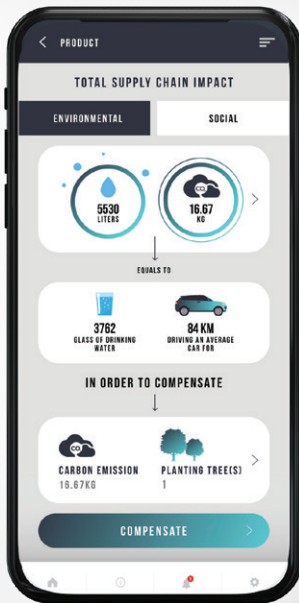 PRODUCT
TOTAL SUPPLY CHAIN IMPACT
ENVIRONMENTAL
SOCIAL
5530
LITERS
CO2
16.67
KG
EQUALS TO
3762
GLASS OF DRINKING
WATER
84 KM
DRIVING AN AVERAGE
CAR FOR
IN ORDER TO COMPENSATE
CO2
CARBON EMISSION
16.67KG
PLANTING TREE(S)
1
COMPENSATE